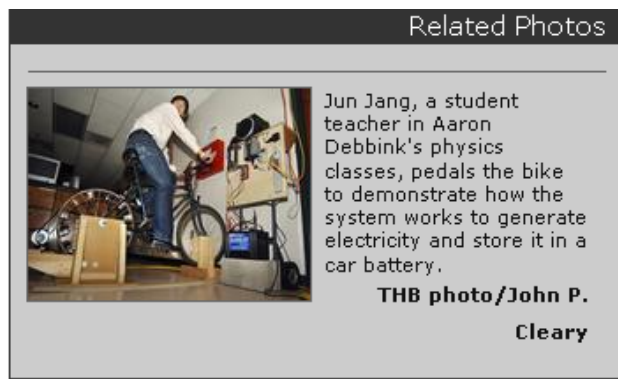 Related Photos
Jun Jang, a student
teacher in Aaron
Debbink's physics
classes, pedals the bike
to demonstrate how the
system works to generate
electricity and store it in a
car battery.
THB photo/John P.
Cleary